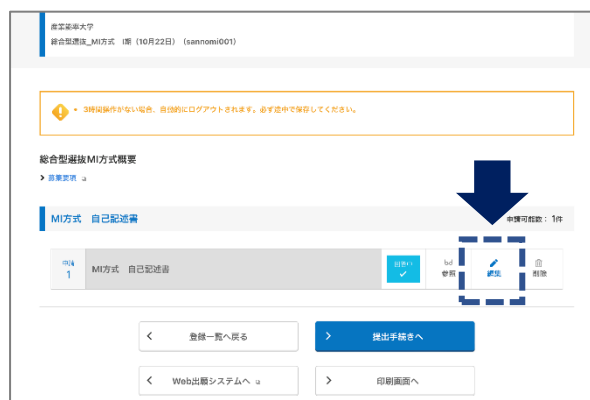 産業能率大学
総合型選抜_MI方式 I期（10月22日）（sannomi001）
• 3時間操作がない場合、自動的にログアウトされます。必ず途中で保存してください。
総合型選抜MI方式概要
募集要項
MI方式 自己記述書
申請可能数： 1件
申請
1
MI方式 自己記述書
参照
編集
削除
登録一覧へ戻る
提出手続きへ
Web出願システムへ
印刷画面へ